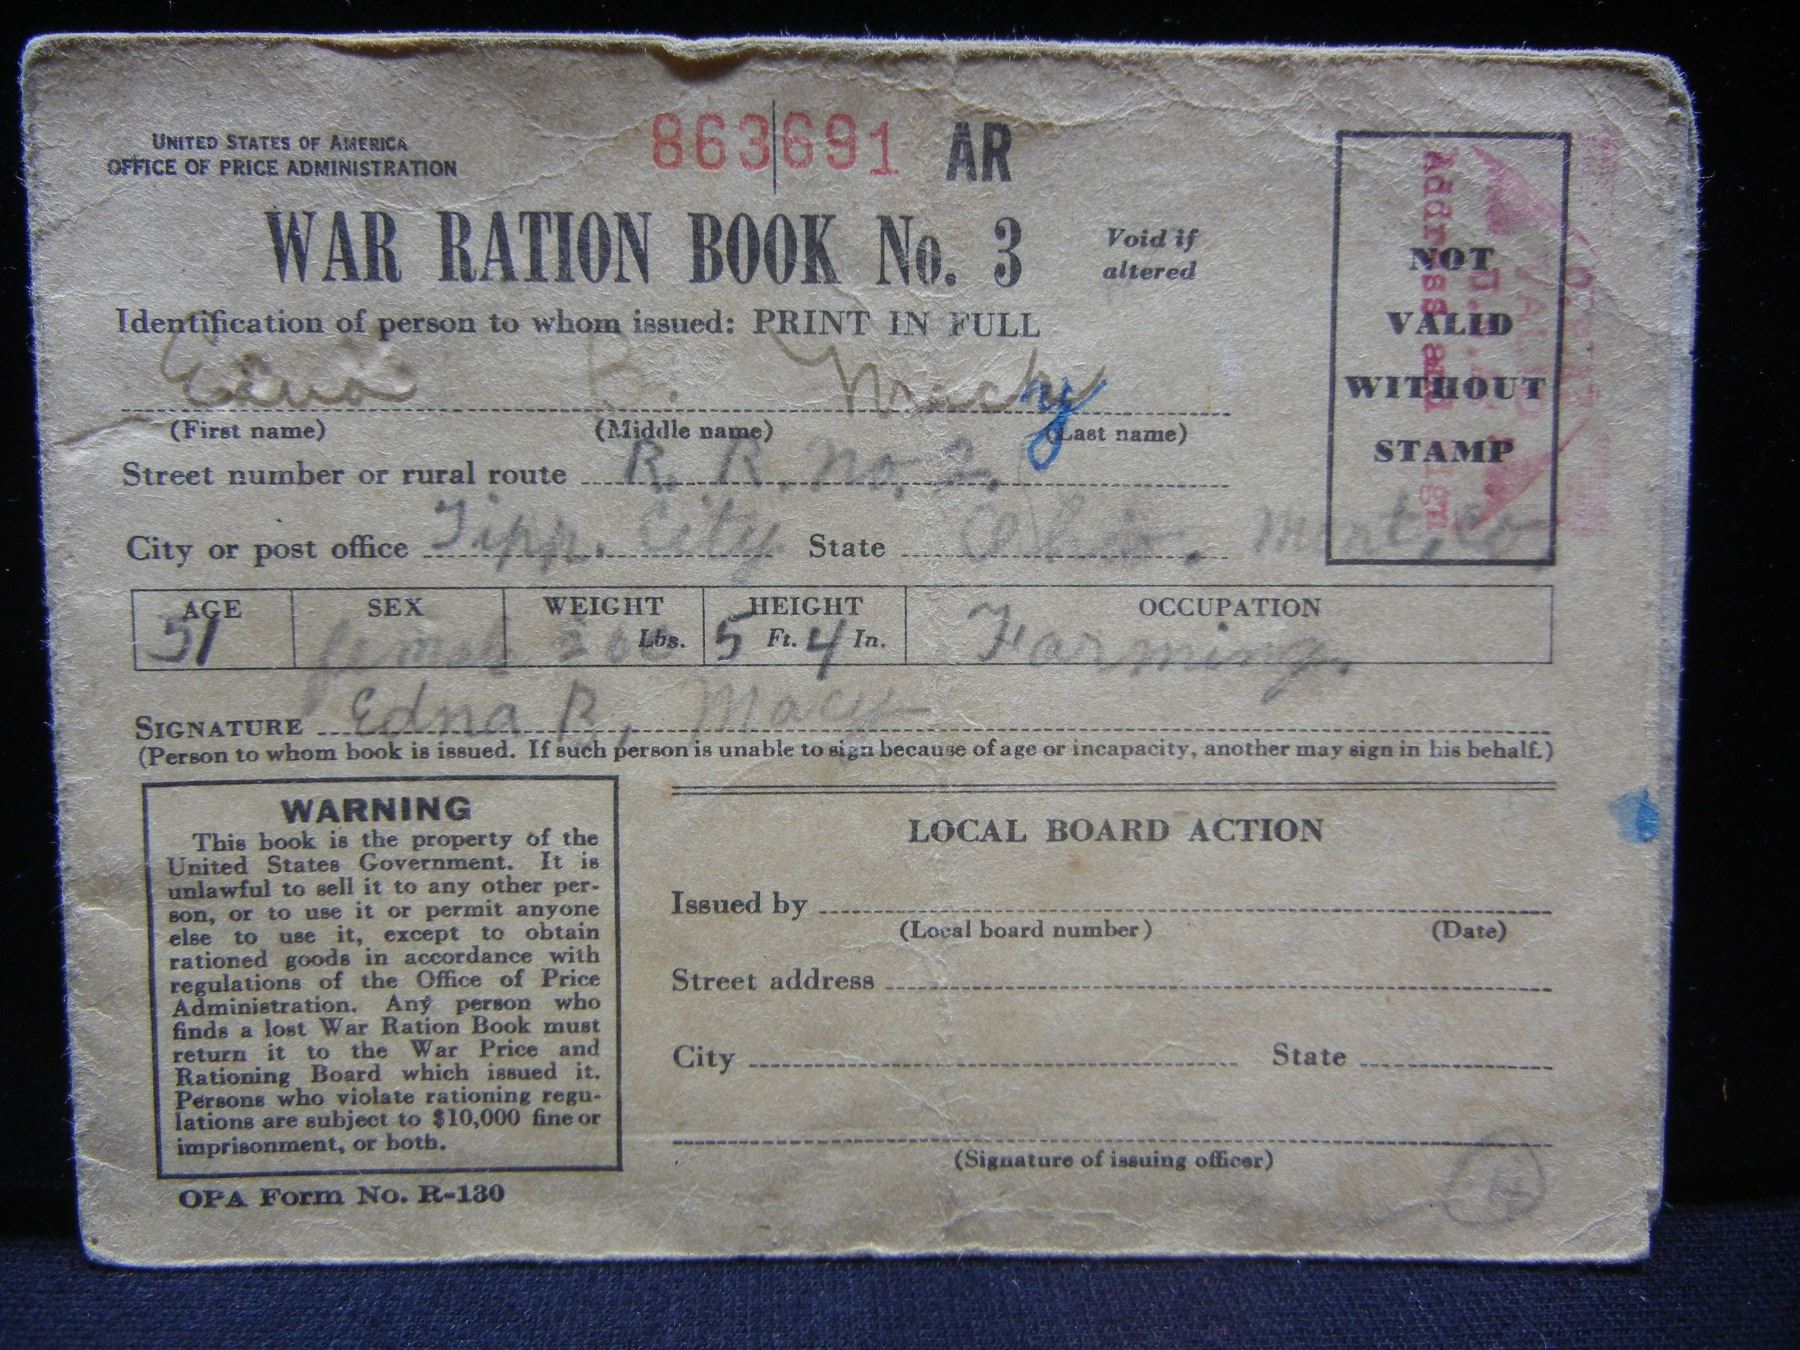 UNITED STATES OF AMERICA
OFFICE OF PRICE ADMINISTRATION
863691 AR
WAR RATION BOOK No. 3
Void if
altered
Identification of person to whom issued: PRINT IN FULL
Edna B. Macy
(First name) (Middle name) (Last name)
Street number or rural route R. R. No. 2.
City or post office Tipp. City State Ohio. Mont, Co
NOT
VALID
WITHOUT
STAMP
AGE SEX WEIGHT HEIGHT OCCUPATION
51 female 200 Lbs. 5 Ft. 4 In. Farming.
SIGNATURE Edna B. Macy
(Person to whom book is issued. If such person is unable to sign because of age or incapacity, another may sign in his behalf.)
WARNING
This book is the property of the
United States Government. It is
unlawful to sell it to any other per-
son, or to use it or permit anyone
else to use it, except to obtain
rationed goods in accordance with
regulations of the Office of Price
Administration. Any person who
finds a lost War Ration Book must
return it to the War Price and
Rationing Board which issued it.
Persons who violate rationing regu-
lations are subject to $10,000 fine or
imprisonment, or both.
OPA Form No. R-130
LOCAL BOARD ACTION
Issued by
(Local board number) (Date)
Street address
City State
(Signature of issuing officer)